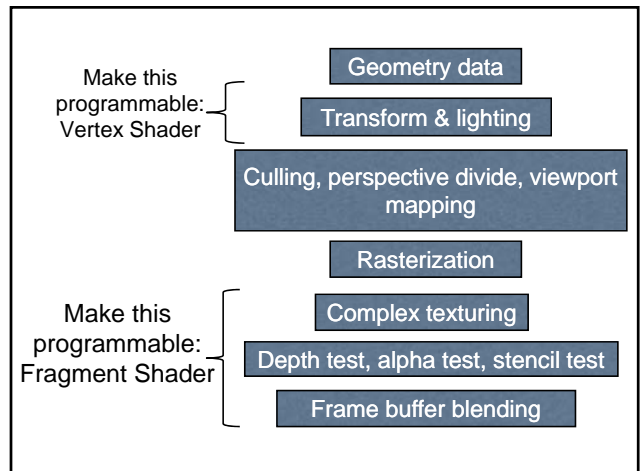 Make this
programmable:
Vertex Shader
Geometry data
Transform & lighting
Culling, perspective divide, viewport
mapping
Rasterization
Make this
programmable:
Fragment Shader
Complex texturing
Depth test, alpha test, stencil test
Frame buffer blending